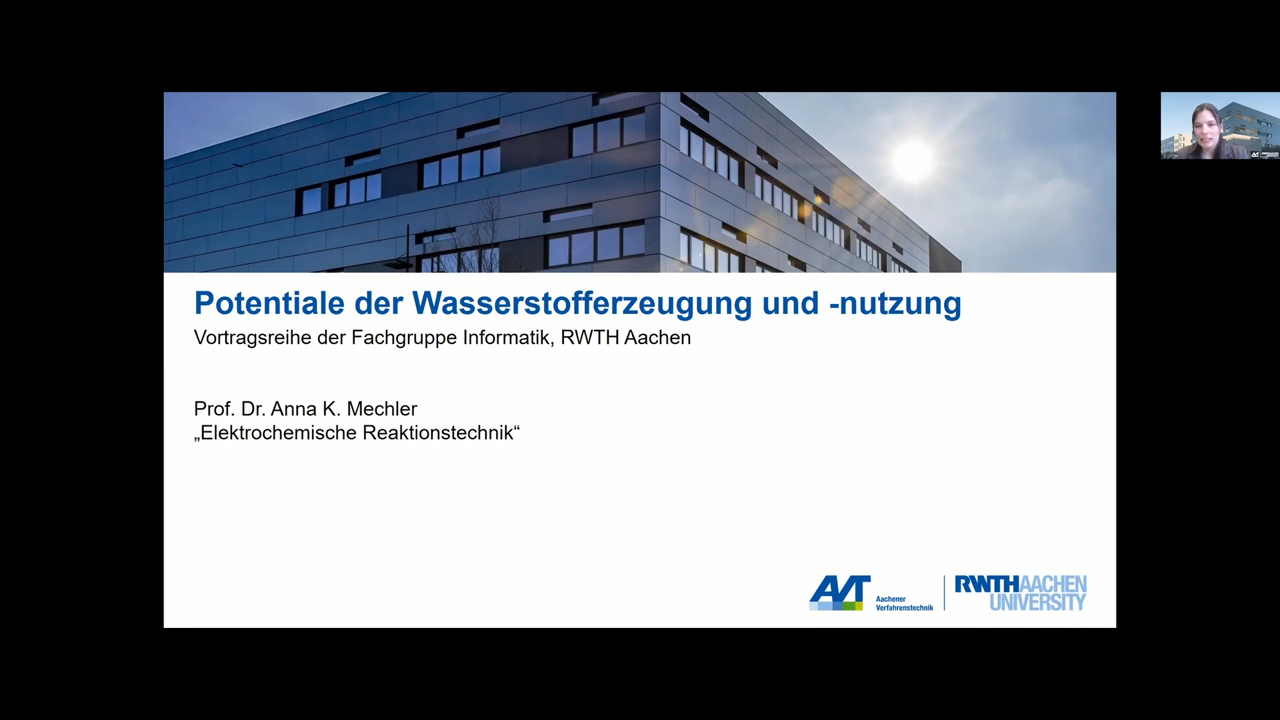 Potentiale der Wasserstofferzeugung und -nutzung
Vortragsreihe der Fachgruppe Informatik, RWTH Aachen
Prof. Dr. Anna K. Mechler
„Elektrochemische Reaktionstechnik“
AVT
Aachener
Verfahrenstechnik
RWTHAACHEN
UNIVERSITY